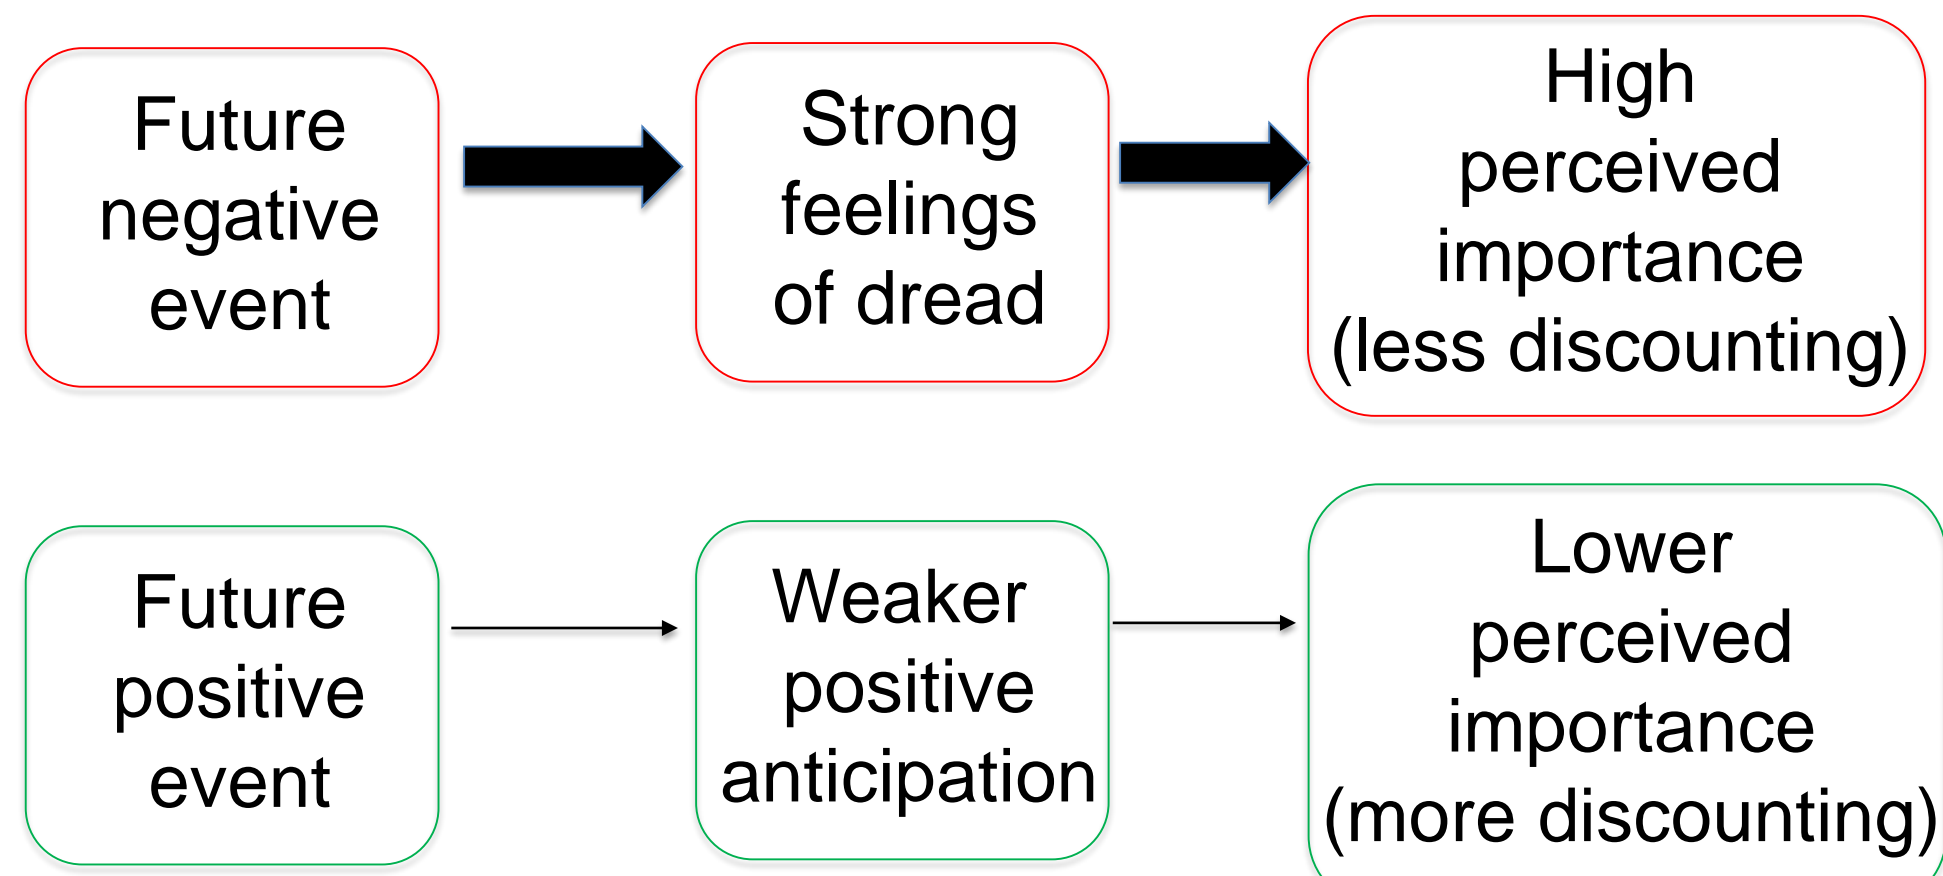 Future
negative
event
Strong
feelings
of dread
High
perceived
importance
(less discounting)
Future
positive
event
Weaker
positive
anticipation
Lower
perceived
importance
(more discounting)